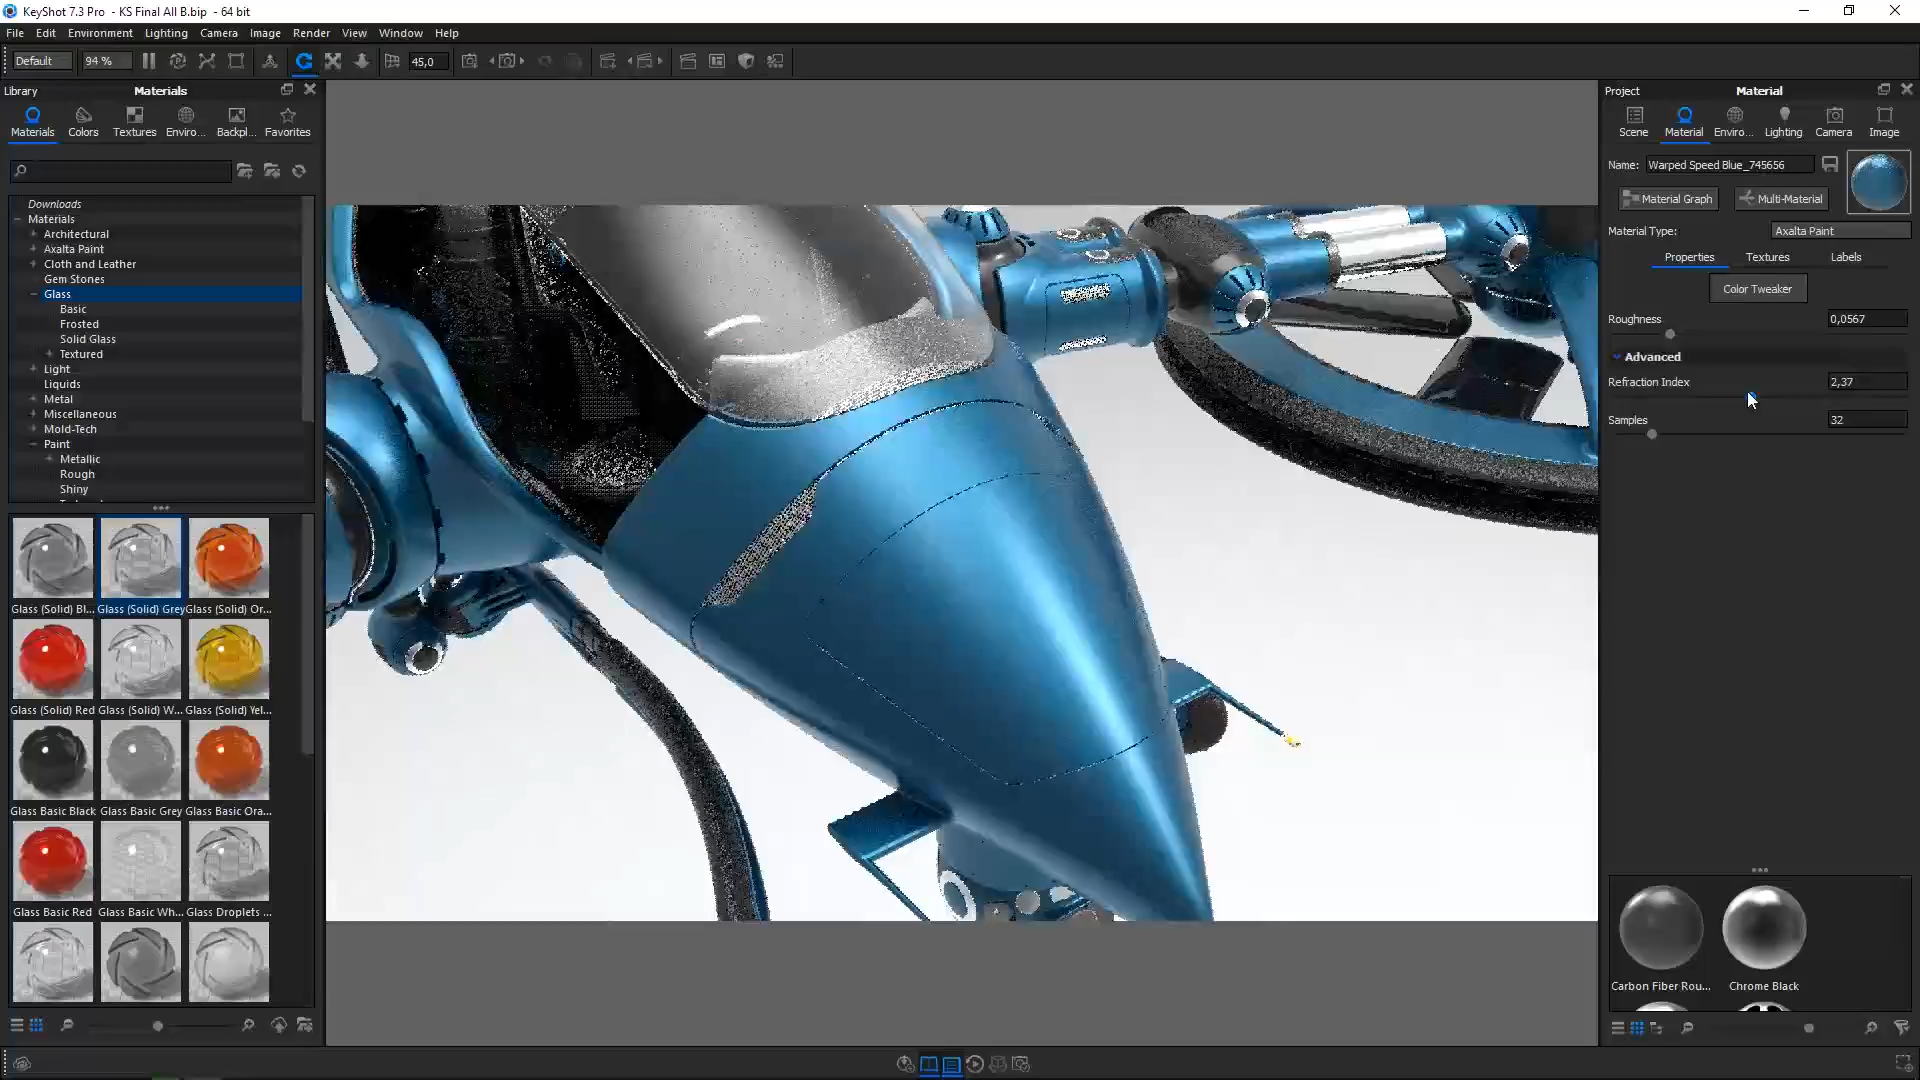 KeyShot 7.3 Pro - KS Final All B.bip - 64 bit
File Edit Environment Lighting Camera Image Render View Window Help
Default 94 % 45,0
Library Materials
Materials Colors Textures Enviro... Backpl... Favorites
Downloads
Materials
Architectural
Axalta Paint
Cloth and Leather
Gem Stones
Glass
Basic
Frosted
Solid Glass
Textured
Light
Liquids
Metal
Miscellaneous
Mold-Tech
Paint
Metallic
Rough
Shiny
Glass (Solid) Bl... Glass (Solid) Grey Glass (Solid) Or...
Glass (Solid) Red Glass (Solid) W... Glass (Solid) Yel...
Glass Basic Black Glass Basic Grey Glass Basic Ora...
Glass Basic Red Glass Basic Wh... Glass Droplets ...
Project Material
Scene Material Enviro... Lighting Camera Image
Name: Warped Speed Blue_745656
Material Graph Multi-Material
Material Type: Axalta Paint
Properties Textures Labels
Color Tweaker
Roughness 0,0567
Advanced
Refraction Index 2,37
Samples 32
Carbon Fiber Rou... Chrome Black